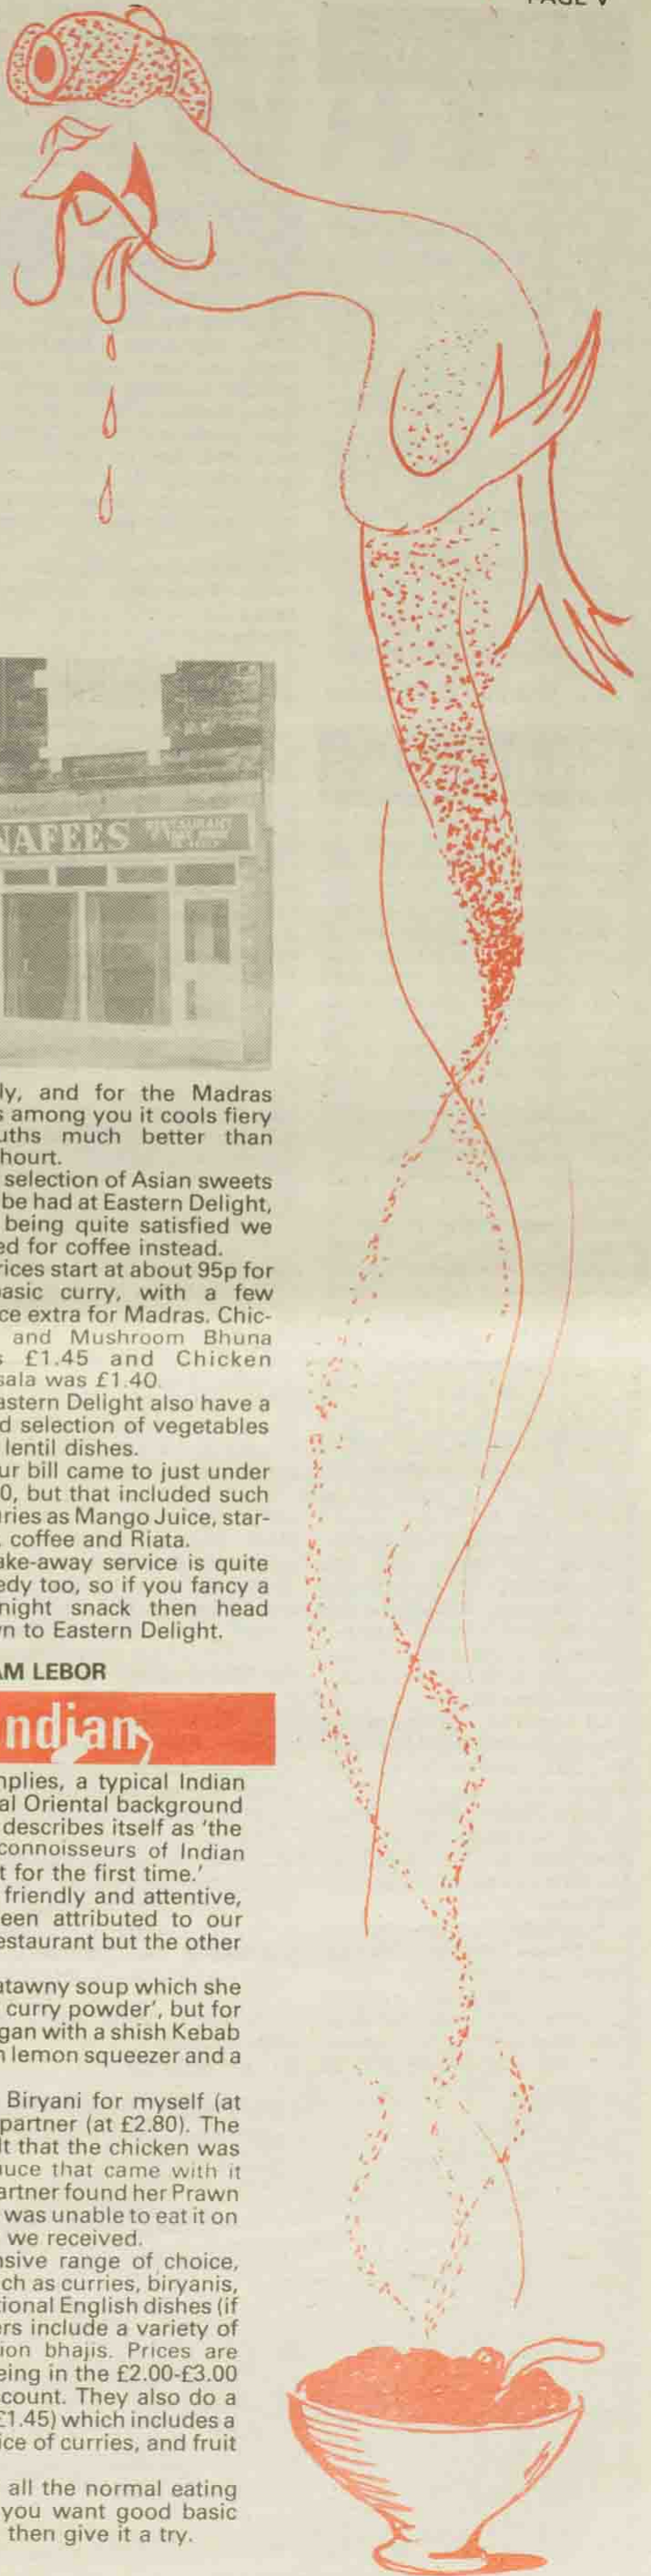 PAGE V
NAFEES RESTAURANT
ly, and for the Madras
s among you it cools fiery
uths much better than
hourt.
selection of Asian sweets
be had at Eastern Delight,
being quite satisfied we
ed for coffee instead.
rices start at about 95p for
asic curry, with a few
ce extra for Madras. Chic-
and Mushroom Bhuna
s £1.45 and Chicken
sala was £1.40.
astern Delight also have a
d selection of vegetables
lentil dishes.
ur bill came to just under
0, but that included such
ries as Mango Juice, star-
coffee and Riata.
ake-away service is quite
edy too, so if you fancy a
night snack then head
n to Eastern Delight.
AM LEBOR
ndian
nplies, a typical Indian
al Oriental background
describes itself as 'the
connoisseurs of Indian
t for the first time.'
friendly and attentive,
een attributed to our
estaurant but the other
atawny soup which she
curry powder', but for
gan with a shish Kebab
n lemon squeezer and a
Biryani for myself (at
partner (at £2.80). The
lt that the chicken was
auce that came with it
artner found her Prawn
was unable to eat it on
we received.
nsive range of choice,
ch as curries, biryanis,
tional English dishes (if
ers include a variety of
ion bhajis. Prices are
eing in the £2.00-£3.00
count. They also do a
£1.45) which includes a
ice of curries, and fruit
all the normal eating
you want good basic
then give it a try.